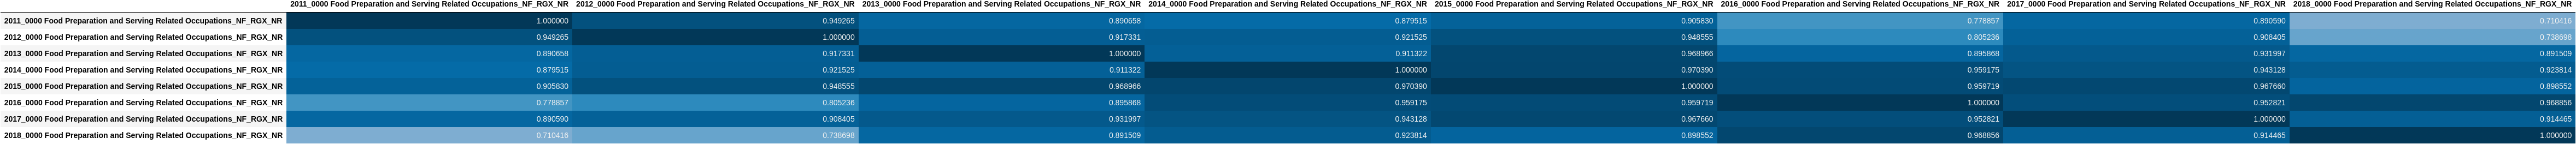 2011_0000 Food Preparation and Serving Related Occupations_NF_RGX_NR 2012_0000 Food Preparation and Serving Related Occupations_NF_RGX_NR 2013_0000 Food Preparation and Serving Related Occupations_NF_RGX_NR 2014_0000 Food Preparation and Serving Related Occupations_NF_RGX_NR 2015_0000 Food Preparation and Serving Related Occupations_NF_RGX_NR 2016_0000 Food Preparation and Serving Related Occupations_NF_RGX_NR 2017_0000 Food Preparation and Serving Related Occupations_NF_RGX_NR 2018_0000 Food Preparation and Serving Related Occupations_NF_RGX_NR
2011_0000 Food Preparation and Serving Related Occupations_NF_RGX_NR 1.000000 0.949265 0.890658 0.879515 0.905830 0.778857 0.890590 0.710416
2012_0000 Food Preparation and Serving Related Occupations_NF_RGX_NR 0.949265 1.000000 0.917331 0.921525 0.948555 0.805236 0.908405 0.738698
2013_0000 Food Preparation and Serving Related Occupations_NF_RGX_NR 0.890658 0.917331 1.000000 0.911322 0.968966 0.895868 0.931997 0.891509
2014_0000 Food Preparation and Serving Related Occupations_NF_RGX_NR 0.879515 0.921525 0.911322 1.000000 0.970390 0.959175 0.943128 0.923814
2015_0000 Food Preparation and Serving Related Occupations_NF_RGX_NR 0.905830 0.948555 0.968966 0.970390 1.000000 0.959719 0.967660 0.898552
2016_0000 Food Preparation and Serving Related Occupations_NF_RGX_NR 0.778857 0.805236 0.895868 0.959175 0.959719 1.000000 0.952821 0.968856
2017_0000 Food Preparation and Serving Related Occupations_NF_RGX_NR 0.890590 0.908405 0.931997 0.943128 0.967660 0.952821 1.000000 0.914465
2018_0000 Food Preparation and Serving Related Occupations_NF_RGX_NR 0.710416 0.738698 0.891509 0.923814 0.898552 0.968856 0.914465 1.000000